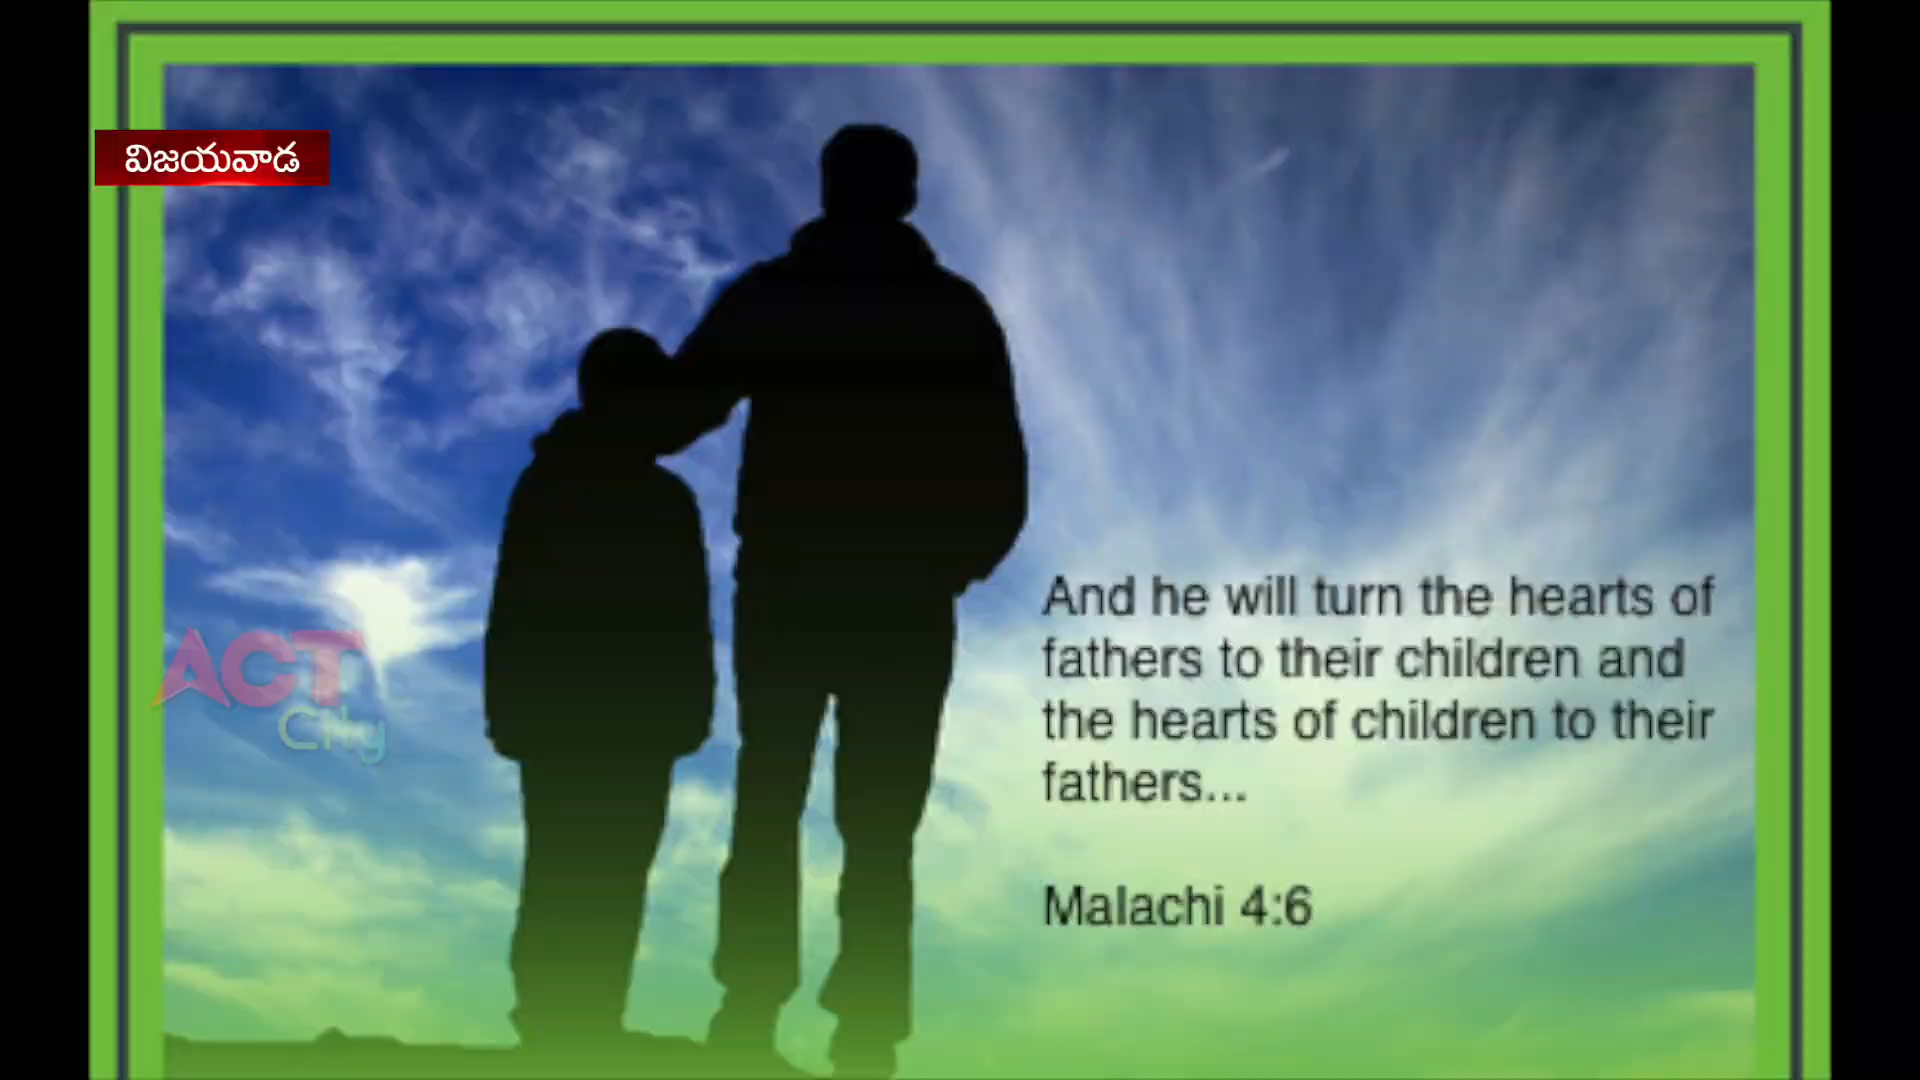 విజయవాడ
ACT
City
And he will turn the hearts of
fathers to their children and
the hearts of children to their
fathers...
Malachi 4:6